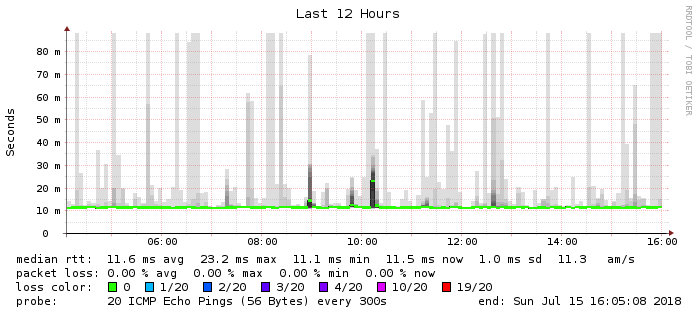 Last 12 Hours
RRDTOOL / TOBI OETIKER
Seconds
80 m
70 m
60 m
50 m
40 m
30 m
20 m
10 m
0
06:00 08:00 10:00 12:00 14:00 16:00
median rtt: 11.6 ms avg 23.2 ms max 11.1 ms min 11.5 ms now 1.0 ms sd 11.3 am/s
packet loss: 0.00 % avg 0.00 % max 0.00 % min 0.00 % now
loss color: 0 1/20 2/20 3/20 4/20 10/20 19/20
probe: 20 ICMP Echo Pings (56 Bytes) every 300s end: Sun Jul 15 16:05:08 2018